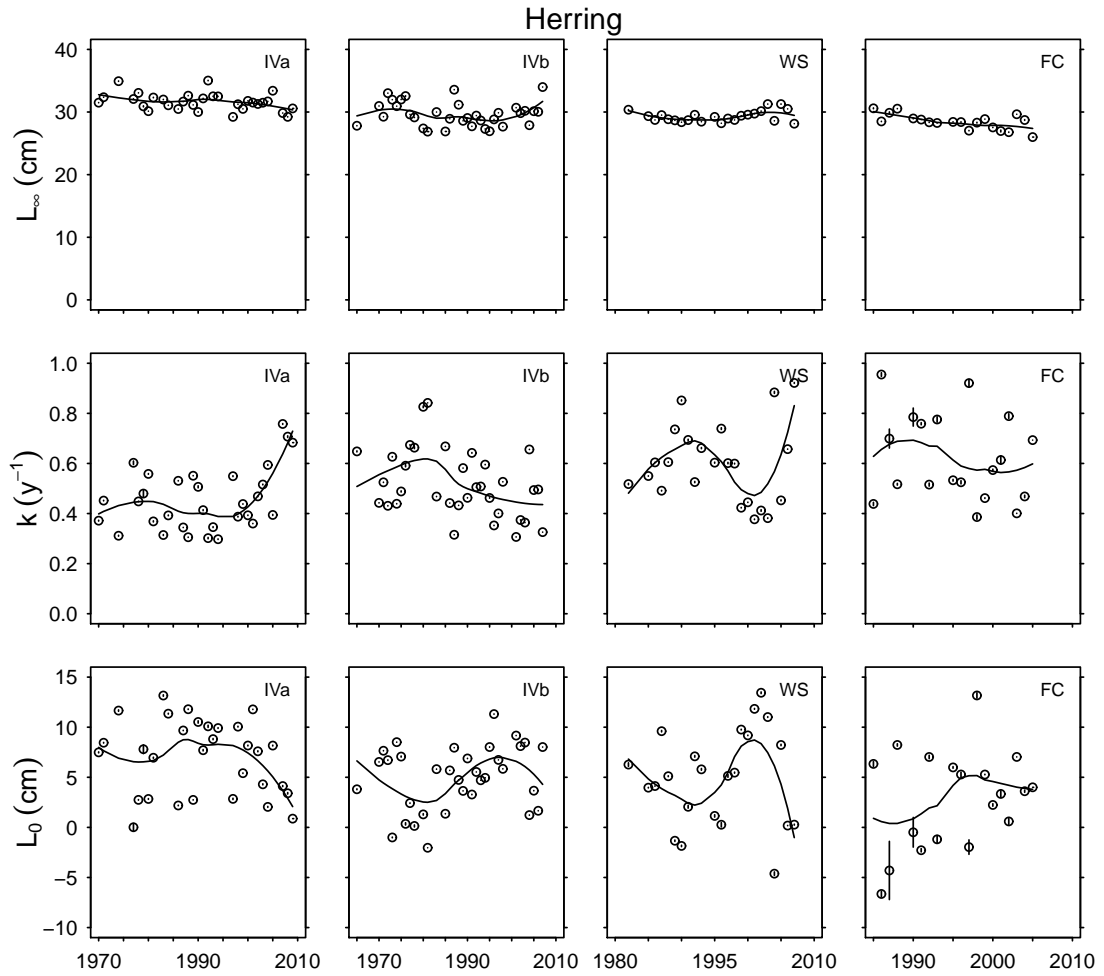 Herring
L∞ (cm)
40
30
20
10
0
IVa
IVb
WS
FC
k (y⁻¹)
1.0
0.8
0.6
0.4
0.2
0.0
IVa
IVb
WS
FC
L₀ (cm)
15
10
5
0
−5
−10
IVa
IVb
WS
FC
1970 1990 2010 1970 1990 2010 1980 1995 2010 1990 2000 2010